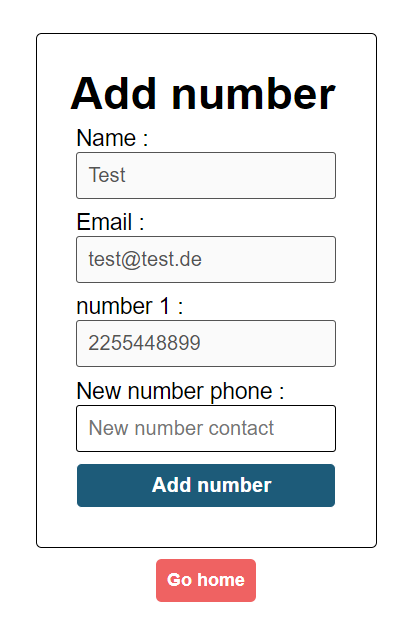 Add number
Name :
Test
Email :
test@test.de
number 1 :
2255448899
New number phone :
New number contact
Add number
Go home